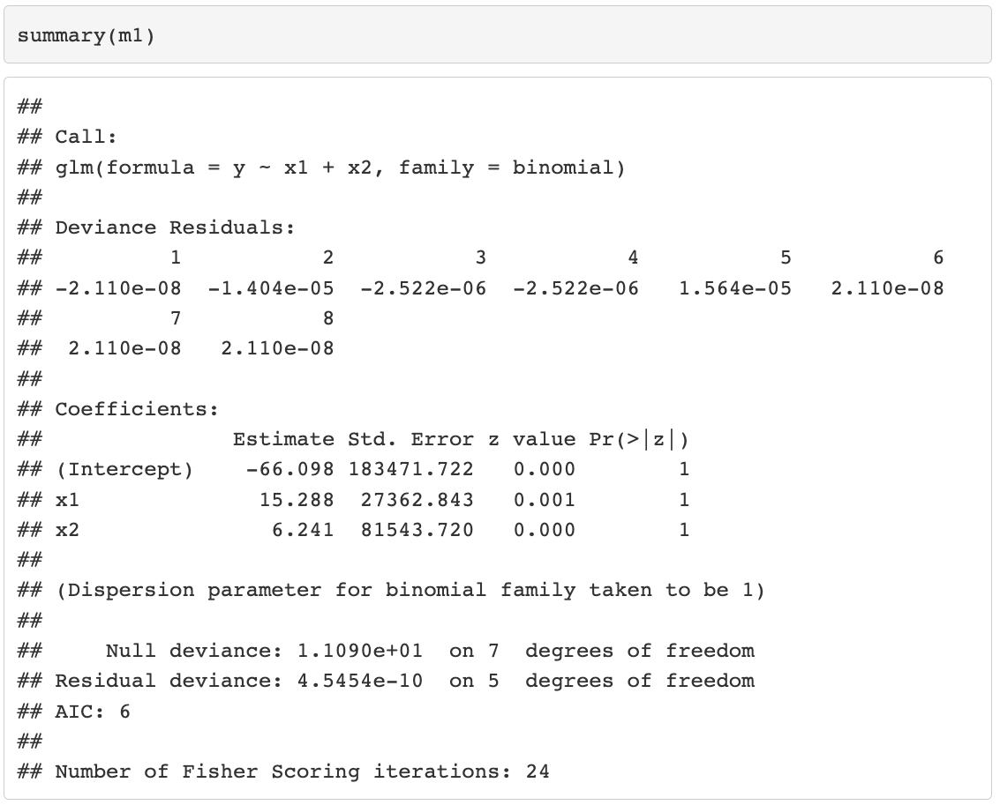 summary(m1)
##
## Call:
## glm(formula = y ~ x1 + x2, family = binomial)
##
## Deviance Residuals:
##          1           2           3           4           5           6
## -2.110e-08  -1.404e-05  -2.522e-06  -2.522e-06   1.564e-05   2.110e-08
##          7           8
##  2.110e-08   2.110e-08
##
## Coefficients:
##               Estimate Std. Error z value Pr(>|z|)
## (Intercept)    -66.098 183471.722   0.000        1
## x1              15.288  27362.843   0.001        1
## x2               6.241  81543.720   0.000        1
##
## (Dispersion parameter for binomial family taken to be 1)
##
##     Null deviance: 1.1090e+01  on 7  degrees of freedom
## Residual deviance: 4.5454e-10  on 5  degrees of freedom
## AIC: 6
##
## Number of Fisher Scoring iterations: 24